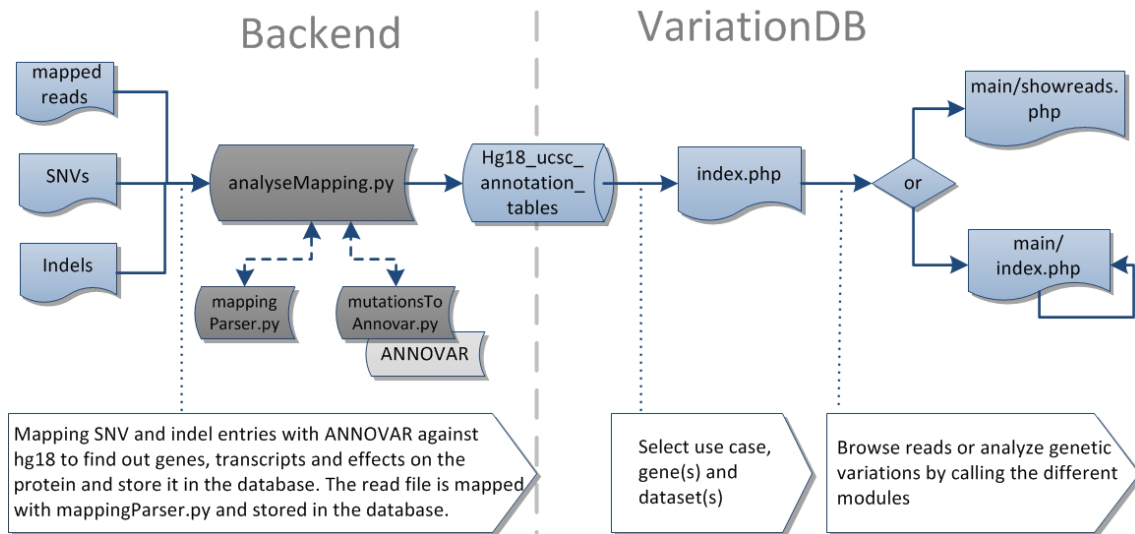 Backend
VariationDB
mapped
reads
SNVs
Indels
analyseMapping.py
mapping
Parser.py
mutationsTo
Annovar.py
ANNOVAR
Hg18_ucsc_
annotation_
tables
index.php
or
main/showreads.
php
main/
index.php
Mapping SNV and indel entries with ANNOVAR against
hg18 to find out genes, transcripts and effects on the
protein and store it in the database. The read file is mapped
with mappingParser.py and stored in the database.
Select use case,
gene(s) and
dataset(s)
Browse reads or analyze genetic
variations by calling the different
modules